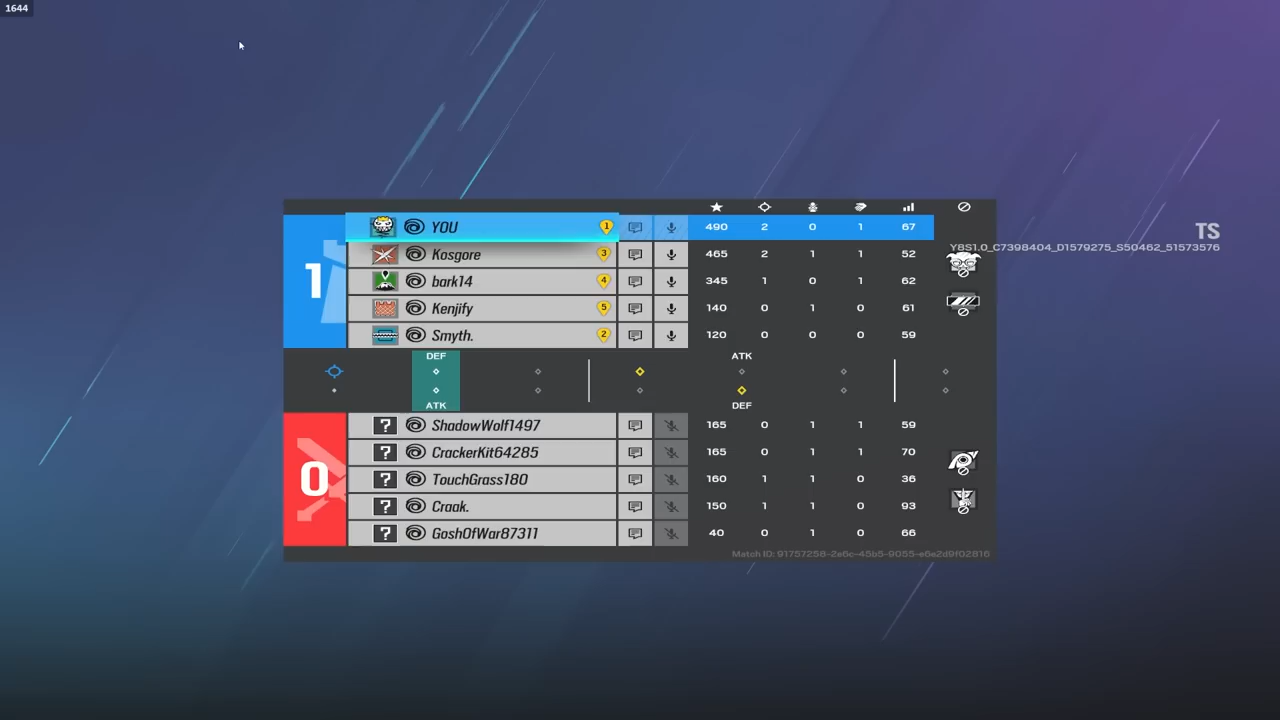 1644
YOU 1 490 2 0 1 67
TS
Y8S1.0_C7398404_D1579275_S50462_51573576
1
Kosgore 3 465 2 1 1 52
bark14 4 345 1 0 1 62
Kenjify 5 140 0 1 0 61
Smyth. 2 120 0 0 0 59
DEF ATK
ATK DEF
0
ShadowWolf1497 165 0 1 1 59
CrackerKit64285 165 0 1 1 70
TouchGrass180 160 1 1 0 36
Craak. 150 1 1 0 93
GoshOfWar87311 40 0 1 0 66
Match ID: 91757258-2e6c-45b5-9055-e6e2d9f02816